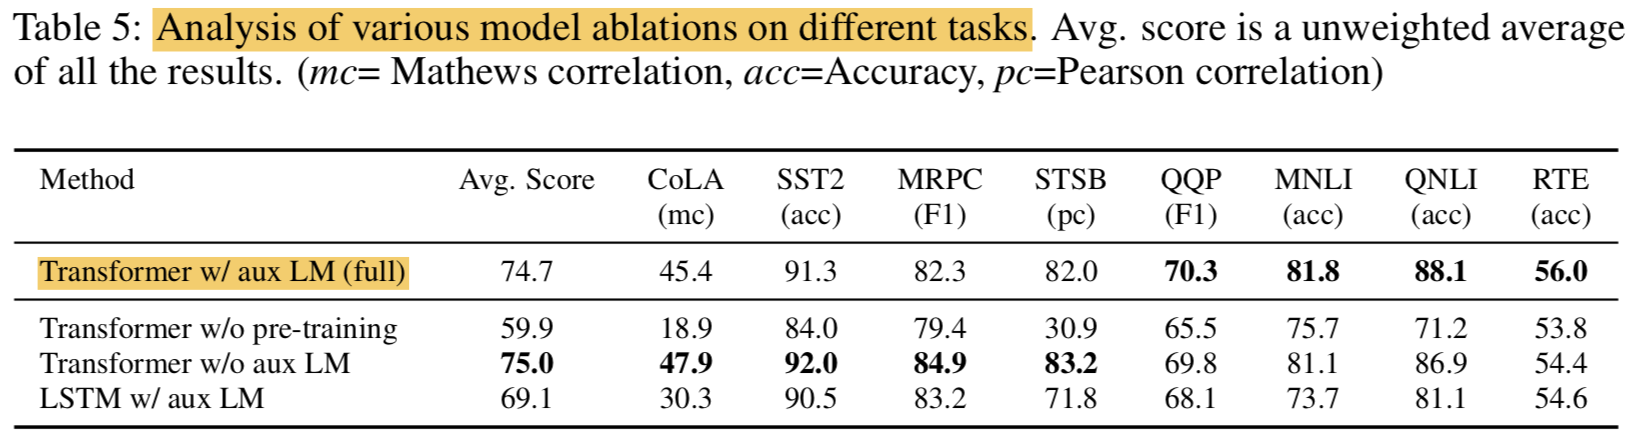 Table 5: Analysis of various model ablations on different tasks. Avg. score is a unweighted average
of all the results. (mc= Mathews correlation, acc=Accuracy, pc=Pearson correlation)
Method Avg. Score CoLA SST2 MRPC STSB QQP MNLI QNLI RTE
(mc) (acc) (F1) (pc) (F1) (acc) (acc) (acc)
Transformer w/ aux LM (full) 74.7 45.4 91.3 82.3 82.0 70.3 81.8 88.1 56.0
Transformer w/o pre-training 59.9 18.9 84.0 79.4 30.9 65.5 75.7 71.2 53.8
Transformer w/o aux LM 75.0 47.9 92.0 84.9 83.2 69.8 81.1 86.9 54.4
LSTM w/ aux LM 69.1 30.3 90.5 83.2 71.8 68.1 73.7 81.1 54.6